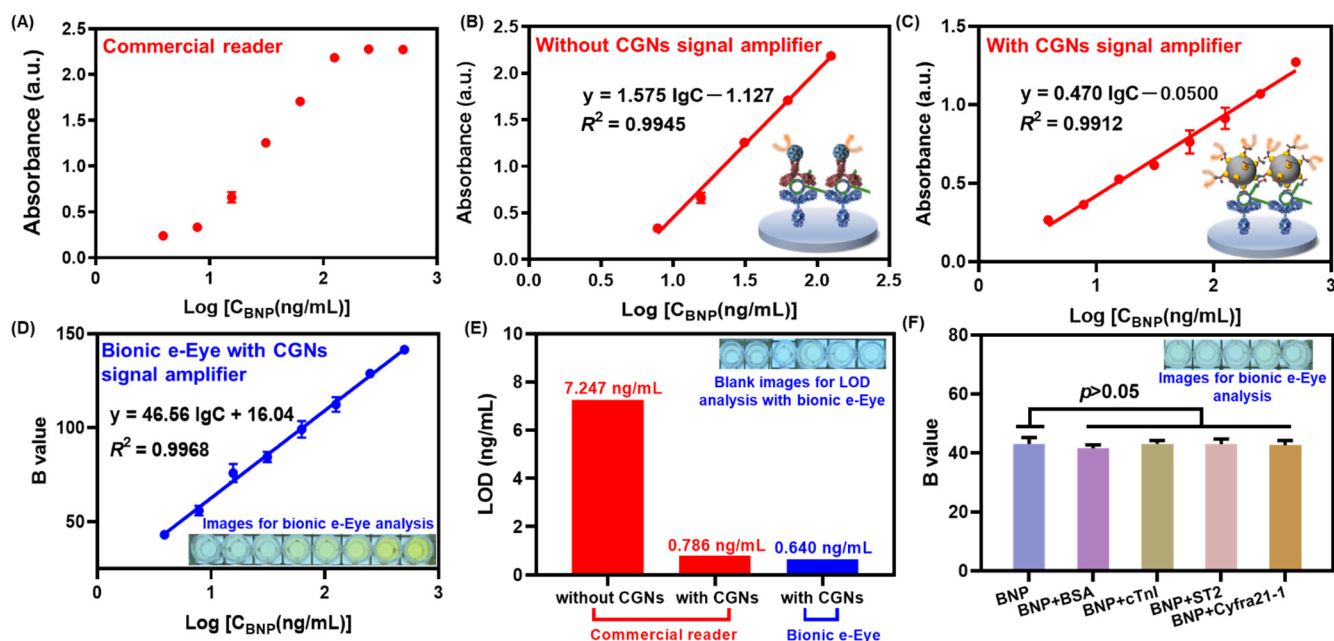 (A)
Commercial reader
Absorbance (a.u.)
2.5
2.0
1.5
1.0
0.5
0.0
0
1
2
3
Log [C_BNP(ng/mL)]
(B)
Without CGNs signal amplifier
y = 1.575 lgC—1.127
R² = 0.9945
Absorbance (a.u.)
2.5
2.0
1.5
1.0
0.5
0.0
0.0
0.5
1.0
1.5
2.0
2.5
Log [C_BNP(ng/mL)]
(C)
With CGNs signal amplifier
y = 0.470 lgC—0.0500
R² = 0.9912
Absorbance (a.u.)
1.5
1.0
0.5
0.0
0
1
2
3
Log [C_BNP(ng/mL)]
(D)
Bionic e-Eye with CGNs
signal amplifier
y = 46.56 lgC + 16.04
R² = 0.9968
Images for bionic e-Eye analysis
B value
150
100
50
0
1
2
3
Log [C_BNP(ng/mL)]
(E)
LOD (ng/mL)
10
8
6
4
2
0
Blank images for LOD
analysis with bionic e-Eye
7.247 ng/mL
0.786 ng/mL
0.640 ng/mL
without CGNs
with CGNs
with CGNs
Commercial reader
Bionic e-Eye
(F)
B value
80
60
40
20
0
Images for bionic e-Eye
analysis
p>0.05
BNP
BNP+BSA
BNP+cTnI
BNP+ST2
BNP+Cyfra21-1